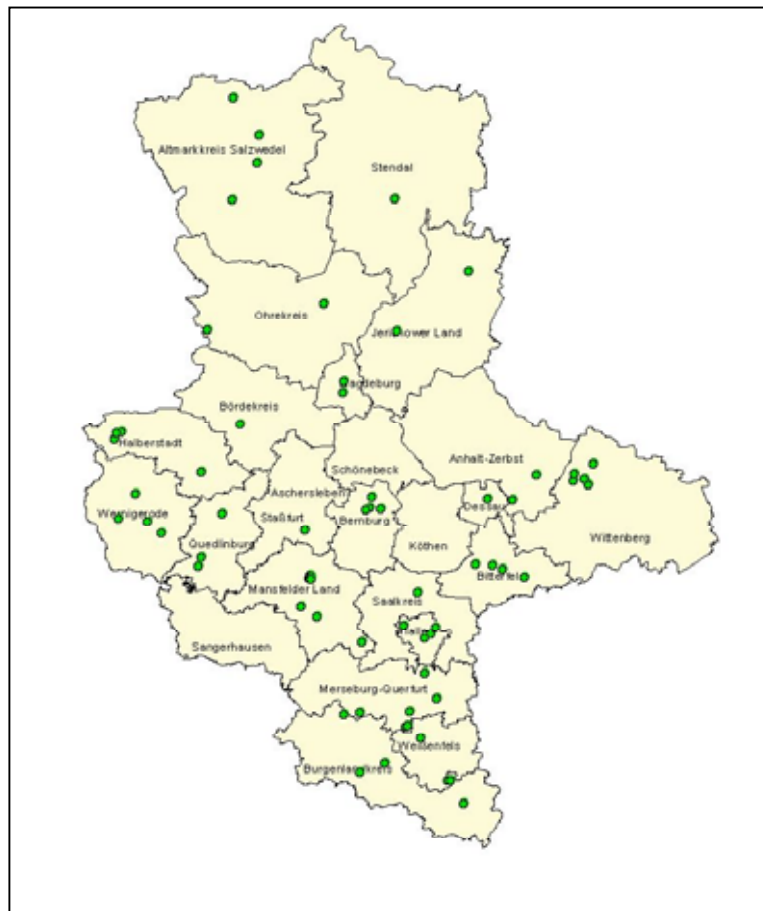 Altmarkkreis Salzwedel
Stendal
Ohrekreis
Jerichower Land
Magdeburg
Bördekreis
Halberstadt
Schönebeck
Anhalt-Zerbst
Aschersleben
Staßfurt
Wernigerode
Dessau
Bernburg
Quedlinburg
Köthen
Wittenberg
Bitterfeld
Mansfelder Land
Saalkreis
Halle
Sangerhausen
Merseburg-Querfurt
Weißenfels
Burgenlandkreis